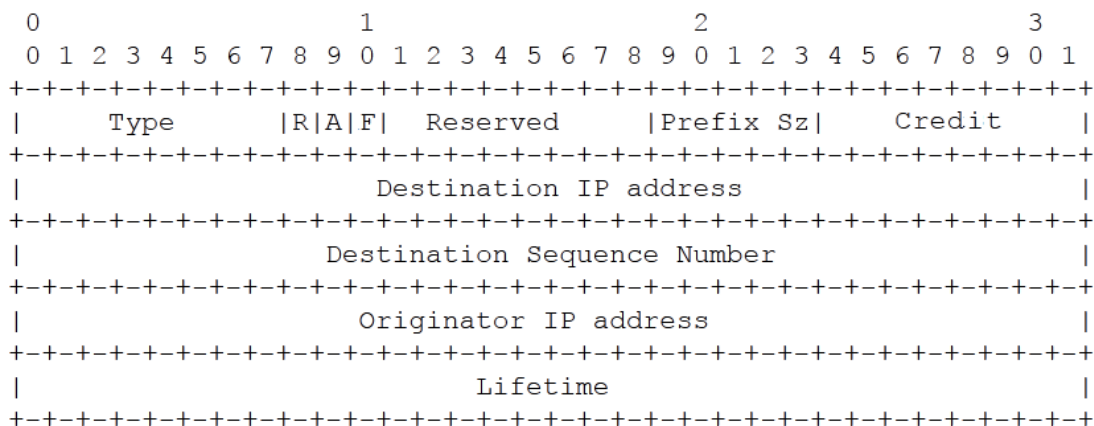 0                   1                   2                   3
0 1 2 3 4 5 6 7 8 9 0 1 2 3 4 5 6 7 8 9 0 1 2 3 4 5 6 7 8 9 0 1
+-+-+-+-+-+-+-+-+-+-+-+-+-+-+-+-+-+-+-+-+-+-+-+-+-+-+-+-+-+-+-+-+
|     Type      |R|A|F|  Reserved     |Prefix Sz|    Credit     |
+-+-+-+-+-+-+-+-+-+-+-+-+-+-+-+-+-+-+-+-+-+-+-+-+-+-+-+-+-+-+-+-+
|                     Destination IP address                    |
+-+-+-+-+-+-+-+-+-+-+-+-+-+-+-+-+-+-+-+-+-+-+-+-+-+-+-+-+-+-+-+-+
|                  Destination Sequence Number                  |
+-+-+-+-+-+-+-+-+-+-+-+-+-+-+-+-+-+-+-+-+-+-+-+-+-+-+-+-+-+-+-+-+
|                    Originator IP address                      |
+-+-+-+-+-+-+-+-+-+-+-+-+-+-+-+-+-+-+-+-+-+-+-+-+-+-+-+-+-+-+-+-+
|                           Lifetime                            |
+-+-+-+-+-+-+-+-+-+-+-+-+-+-+-+-+-+-+-+-+-+-+-+-+-+-+-+-+-+-+-+-+